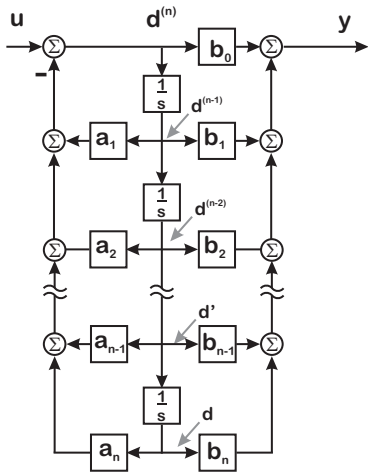 u d⁽ⁿ⁾ y
Σ b₀ Σ
−
1/s
d⁽ⁿ⁻¹⁾
Σ a₁ b₁ Σ
1/s
d⁽ⁿ⁻²⁾
Σ a₂ b₂ Σ
d'
Σ aₙ₋₁ bₙ₋₁ Σ
1/s
d
aₙ bₙ